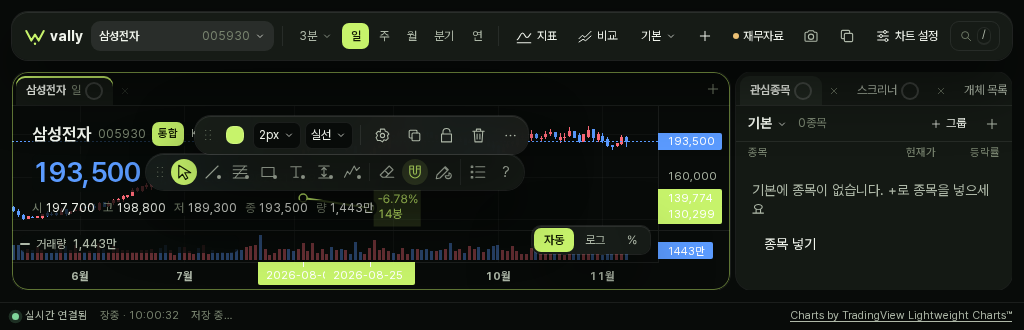 vally 삼성전자 005930 3분 일 주 월 분기 연 지표 비교 기본 재무료자 차트 설정 /
삼성전자 일
관심종목 스크리너 개체 목록
삼성전자 005930 통합
2px 실선
기본 0종목 그룹
종목 현재가 등락률
193,500
193,500
160,000
139,774
130,299
-6.78%
14봉
시 197,700 고 198,800 저 189,300 종 193,500 량 1,443만
기본에 종목이 없습니다. +로 종목을 넣으세
요
종목 넣기
거래량 1,443만
자동 로그 %
1443만
6월 7월 2026-08-25 10월 11월
실시간 연결됨 장중 · 10:00:32 저장 중…
Charts by TradingView Lightweight Charts™